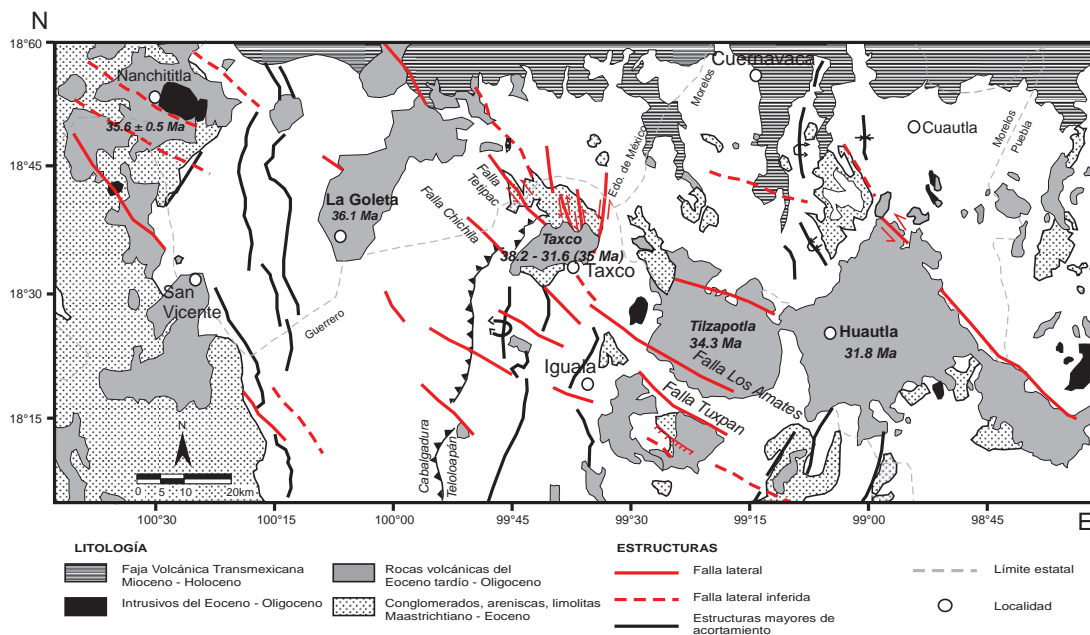 N
18°60
18°45
18°30
18°15
Nanchititla
35.6 ± 0.5 Ma
La Goleta
36.1 Ma
San
Vicente
Guerrero
Falla Chichila
Falla
Tetipac
Taxco
38.2 - 31.6 (35 Ma)
Taxco
Edo. de México
Morelos
Cuernavaca
Cuautla
Morelos
Puebla
Tilzapotla
34.3 Ma
Huautla
31.8 Ma
Iguala
Falla Los Amates
Falla Tuxpan
Cabalgadura
Teloloapán
N
0 5 10 20km
100°30 100°15 100°00 99°45 99°30 99°15 99°00 98°45
E
LITOLOGÍA
Faja Volcánica Transmexicana
Mioceno - Holoceno
Intrusivos del Eoceno - Oligoceno
Rocas volcánicas del
Eoceno tardío - Oligoceno
Conglomerados, areniscas, limolitas
Maastrichtiano - Eoceno
ESTRUCTURAS
Falla lateral
Falla lateral inferida
Estructuras mayores de
acortamiento
Límite estatal
Localidad